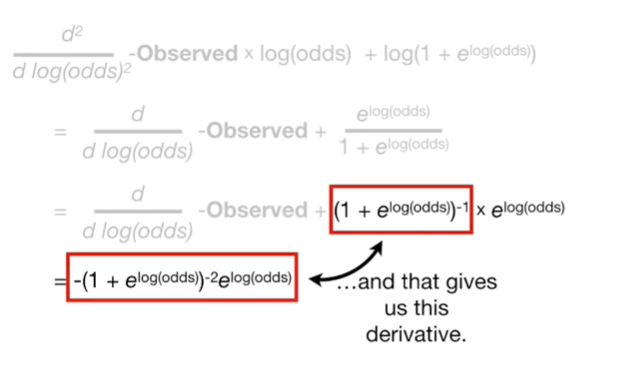 d²
d log(odds)² -Observed × log(odds) + log(1 + e^log(odds))
= d / d log(odds) -Observed + e^log(odds) / 1 + e^log(odds)
= d / d log(odds) -Observed + (1 + e^log(odds))^-1 x e^log(odds)
= -(1 + e^log(odds))^-2e^log(odds)
…and that gives
us this
derivative.